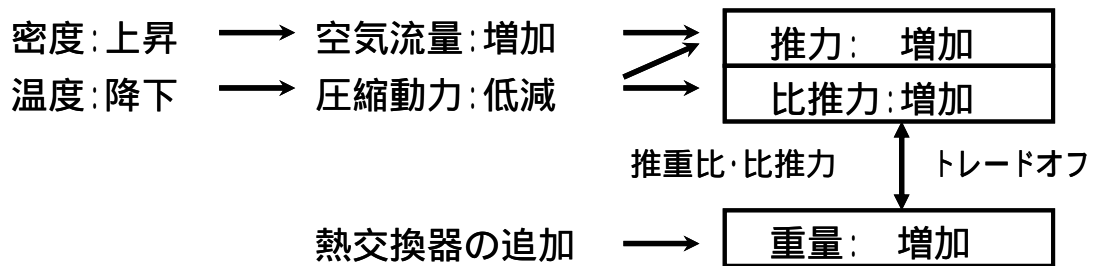 密度:上昇 空気流量:増加 推力: 増加
温度:降下 圧縮動力:低減 比推力:増加
推重比・比推力 トレードオフ
熱交換器の追加 重量: 増加